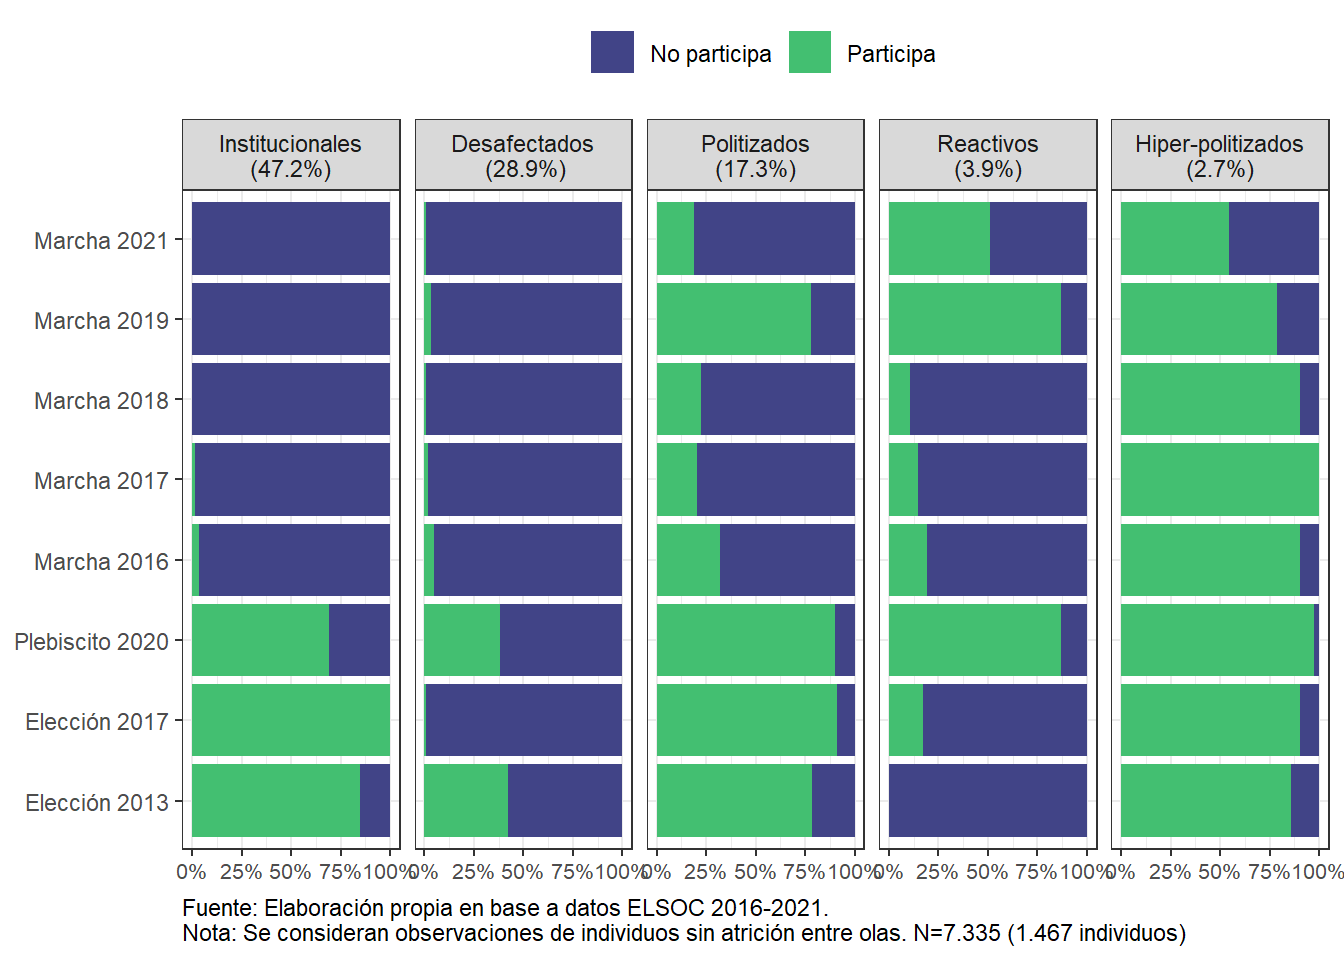 No participa
Participa
Institucionales
(47.2%)
Desafectados
(28.9%)
Politizados
(17.3%)
Reactivos
(3.9%)
Hiper-politizados
(2.7%)
Marcha 2021
Marcha 2019
Marcha 2018
Marcha 2017
Marcha 2016
Plebiscito 2020
Elección 2017
Elección 2013
0% 25% 50% 75% 100%
0% 25% 50% 75% 100%
0% 25% 50% 75% 100%
0% 25% 50% 75% 100%
0% 25% 50% 75% 100%
Fuente: Elaboración propia en base a datos ELSOC 2016-2021.
Nota: Se consideran observaciones de individuos sin atrición entre olas. N=7.335 (1.467 individuos)